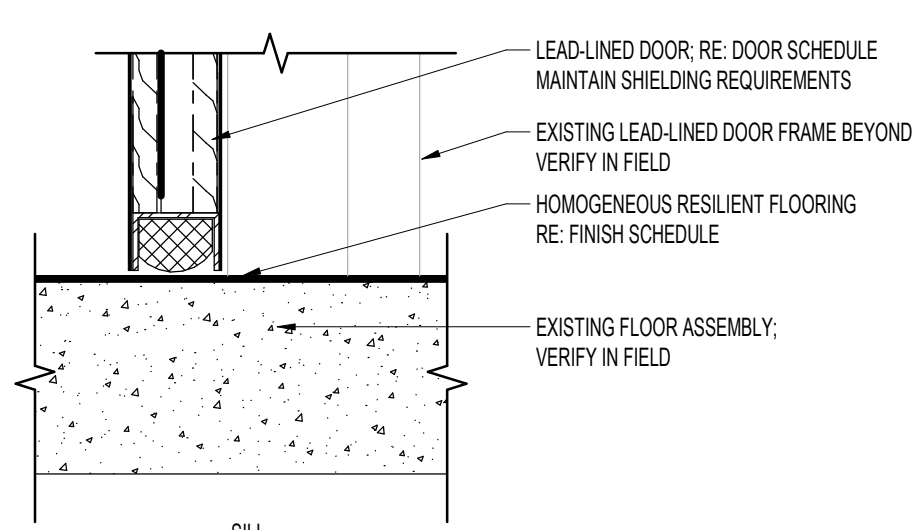 LEAD-LINED DOOR; RE: DOOR SCHEDULE
MAINTAIN SHIELDING REQUIREMENTS
EXISTING LEAD-LINED DOOR FRAME BEYOND
VERIFY IN FIELD
HOMOGENEOUS RESILIENT FLOORING
RE: FINISH SCHEDULE
EXISTING FLOOR ASSEMBLY;
VERIFY IN FIELD
SILL